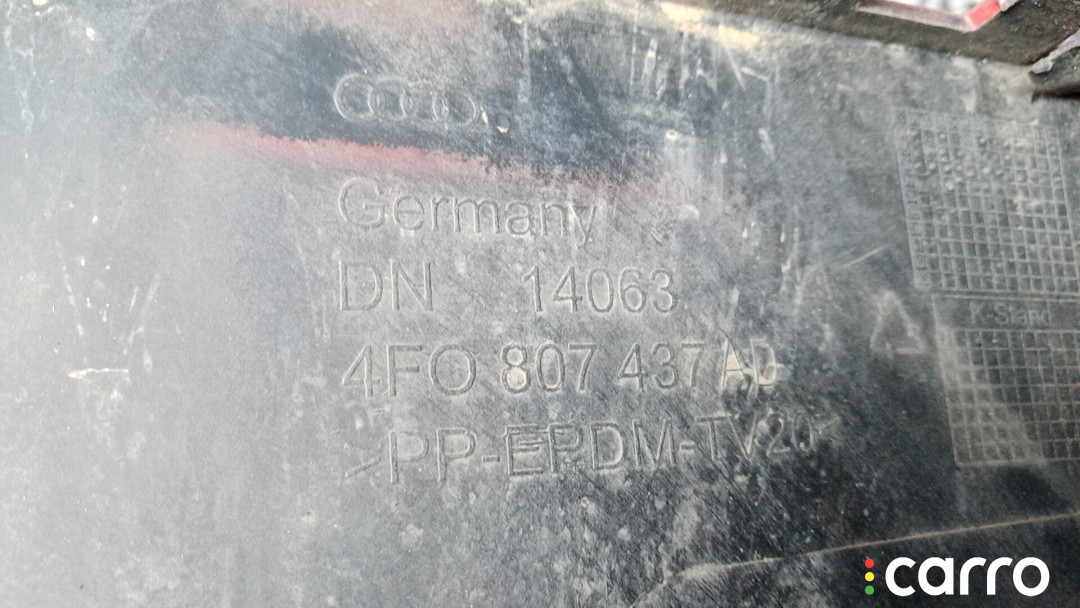 Germany
DN 14063
4F0 807 437 AD
>PP-EPDM-TV20<
K-Stand
carro